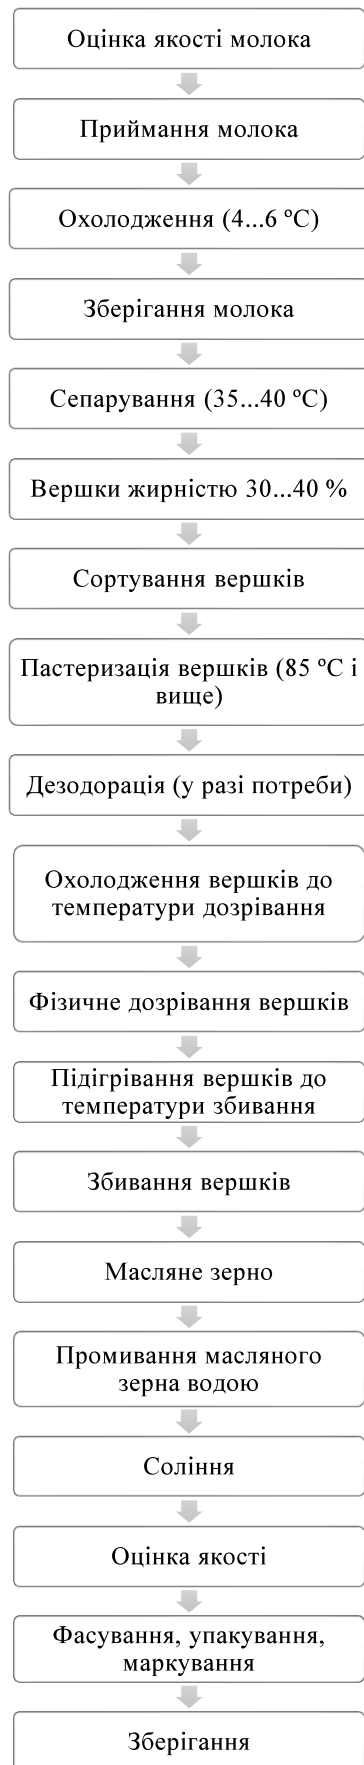 Оцінка якості молока
Приймання молока
Охолодження (4...6 ºС)
Зберігання молока
Сепарування (35...40 ºС)
Вершки жирністю 30...40 %
Сортування вершків
Пастеризація вершків (85 ºС і
вище)
Дезодорація (у разі потреби)
Охолодження вершків до
температури дозрівання
Фізичне дозрівання вершків
Підігрівання вершків до
температури збивання
Збивання вершків
Масляне зерно
Промивання масляного
зерна водою
Соління
Оцінка якості
Фасування, упакування,
маркування
Зберігання